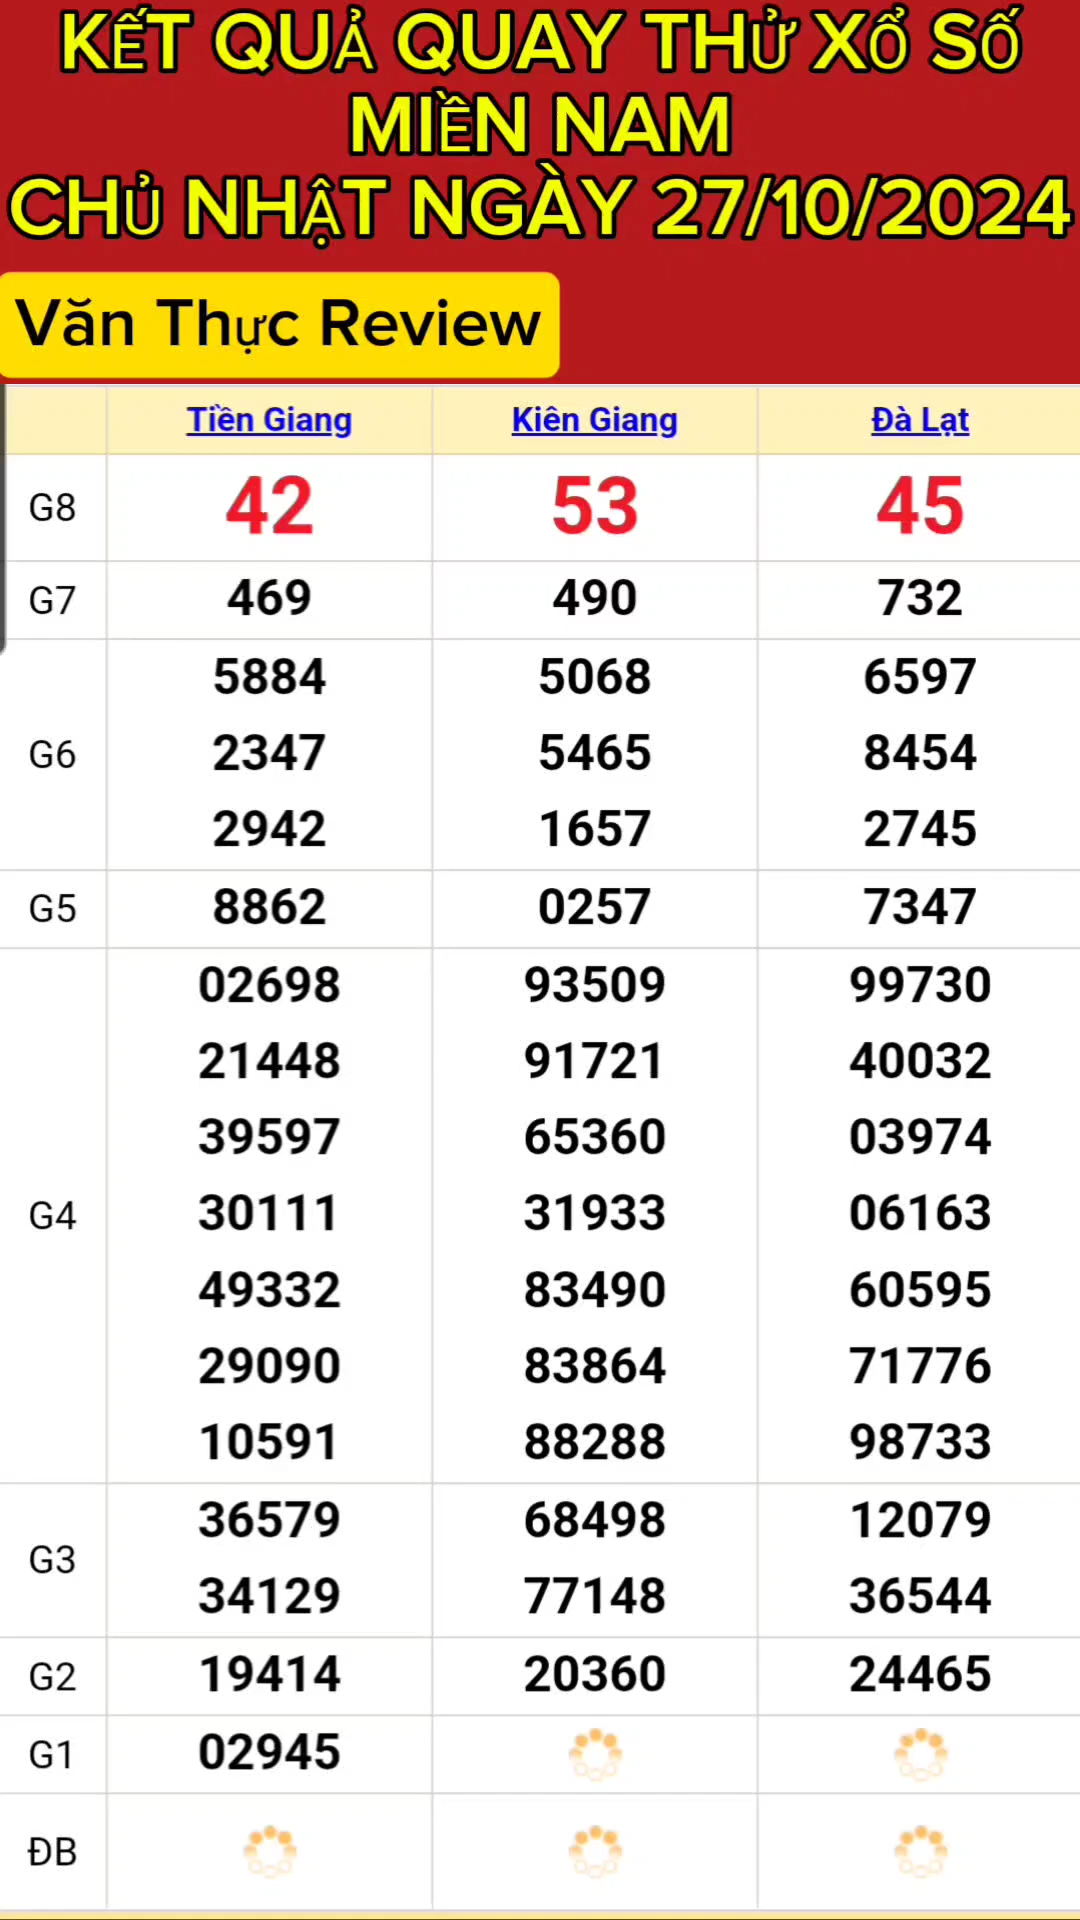 KẾT QUẢ QUAY THỬ XỔ SỐ
MIỀN NAM
CHỦ NHẬT NGÀY 27/10/2024
Văn Thực Review
Tiền Giang Kiên Giang Đà Lạt
G8 42 53 45
G7 469 490 732
5884 5068 6597
G6 2347 5465 8454
2942 1657 2745
G5 8862 0257 7347
02698 93509 99730
21448 91721 40032
39597 65360 03974
G4 30111 31933 06163
49332 83490 60595
29090 83864 71776
10591 88288 98733
36579 68498 12079
G3
34129 77148 36544
G2 19414 20360 24465
G1 02945
ĐB